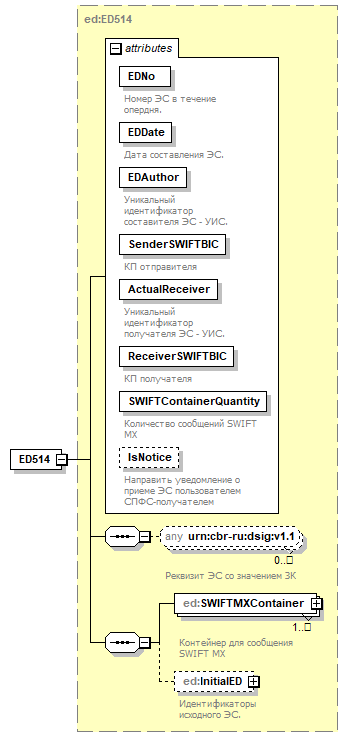 ed:ED514
attributes
EDNo
Номер ЭС в течение
опердня.
EDDate
Дата составления ЭС.
EDAuthor
Уникальный
идентификатор
составителя ЭС - УИС.
SenderSWIFTBIC
КП отправителя
ActualReceiver
Уникальный
идентификатор
получателя ЭС - УИС.
ReceiverSWIFTBIC
КП получателя
SWIFTContainerQuantity
Количество сообщений SWIFT
MX
IsNotice
Направить уведомление о
приеме ЭС пользователем
СПФС-получателем
ED514
any urn:cbr-ru:dsig:v1.1
0..□
Реквизит ЭС со значением ЗК
ed:SWIFTMXContainer
1..□
Контейнер для сообщения
SWIFT MX
ed:InitialED
Идентификаторы
исходного ЭС.